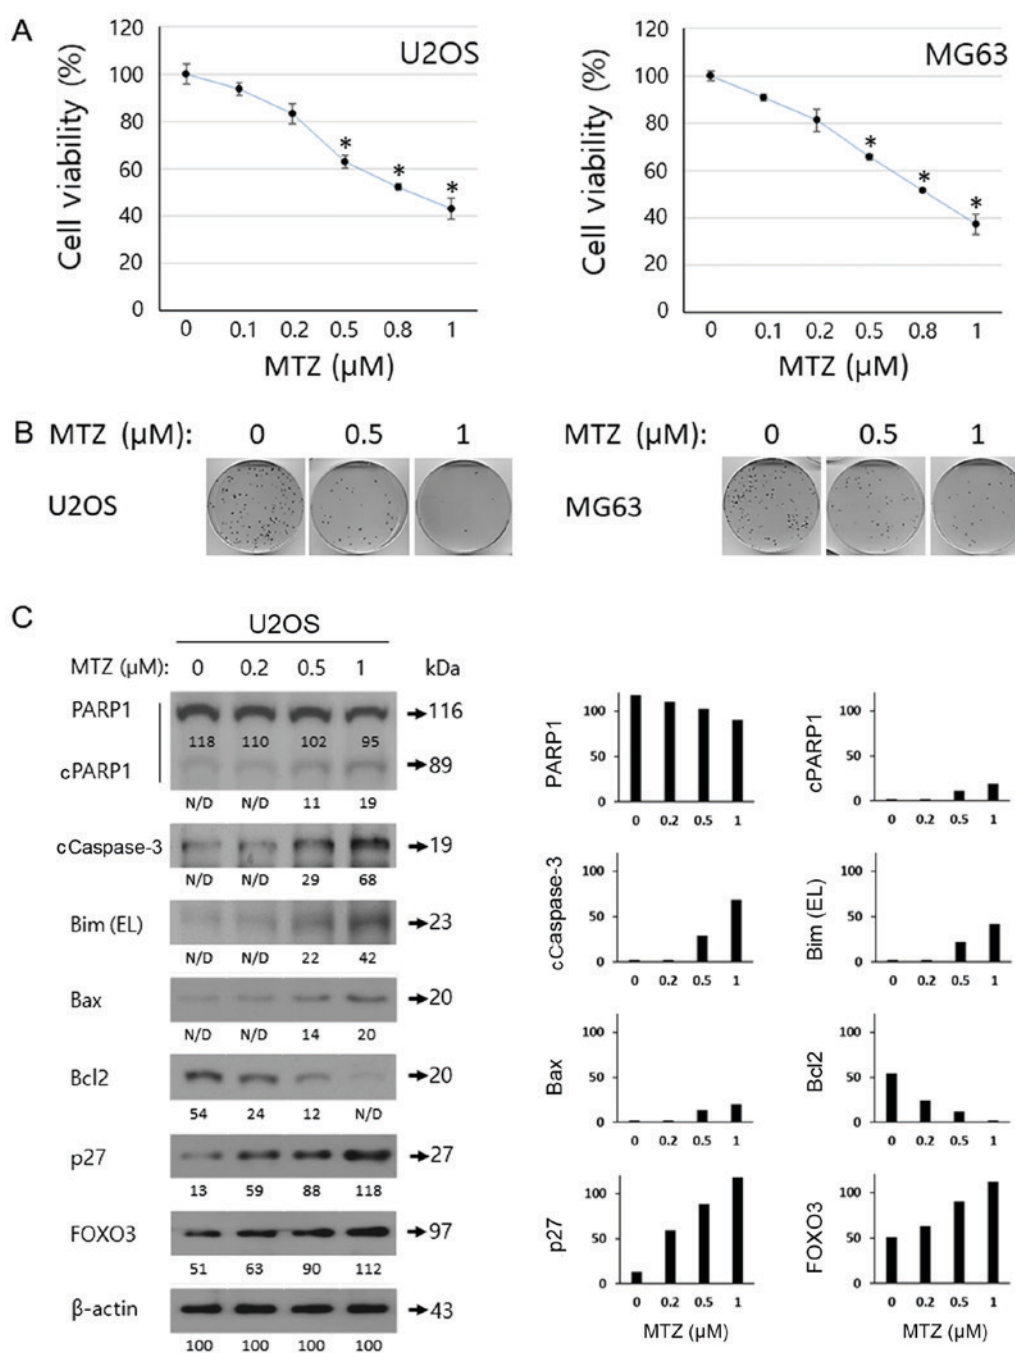 A
120
100
80
60
40
20
0
Cell viability (%)
U2OS
*
*
*
0 0.1 0.2 0.5 0.8 1
MTZ (µM)
120
100
80
60
40
20
0
Cell viability (%)
MG63
*
*
*
0 0.1 0.2 0.5 0.8 1
MTZ (µM)
B MTZ (µM): 0 0.5 1
U2OS
MTZ (µM): 0 0.5 1
MG63
C
U2OS
MTZ (µM): 0 0.2 0.5 1 kDa
PARP1 116
118 110 102 95
cPARP1 89
N/D N/D 11 19
cCaspase-3 19
N/D N/D 29 68
Bim (EL) 23
N/D N/D 22 42
Bax 20
N/D N/D 14 20
Bcl2 20
54 24 12 N/D
p27 27
13 59 88 118
FOXO3 97
51 63 90 112
β-actin 43
100 100 100 100
PARP1
100
50
0
0 0.2 0.5 1
cPARP1
100
50
0
0 0.2 0.5 1
cCaspase-3
100
50
0
0 0.2 0.5 1
Bim (EL)
100
50
0
0 0.2 0.5 1
Bax
100
50
0
0 0.2 0.5 1
Bcl2
100
50
0
0 0.2 0.5 1
p27
100
50
0
0 0.2 0.5 1
MTZ (µM)
FOXO3
100
50
0
0 0.2 0.5 1
MTZ (µM)